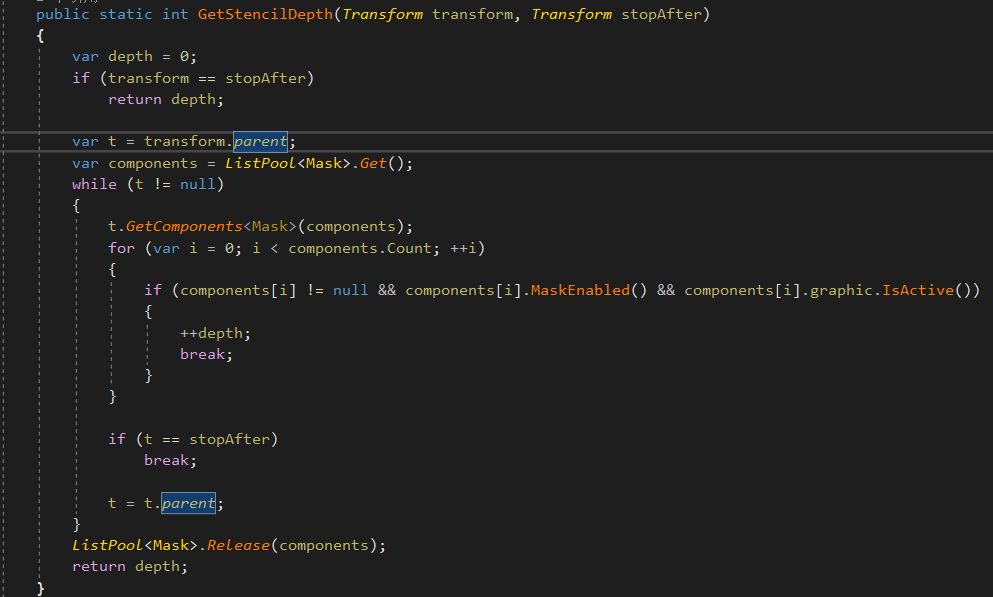 public static int GetStencilDepth(Transform transform, Transform stopAfter)
{
var depth = 0;
if (transform == stopAfter)
return depth;
var t = transform.parent;
var components = ListPool<Mask>.Get();
while (t != null)
{
t.GetComponents<Mask>(components);
for (var i = 0; i < components.Count; ++i)
{
if (components[i] != null && components[i].MaskEnabled() && components[i].graphic.IsActive())
{
++depth;
break;
}
}
if (t == stopAfter)
break;
t = t.parent;
}
ListPool<Mask>.Release(components);
return depth;
}